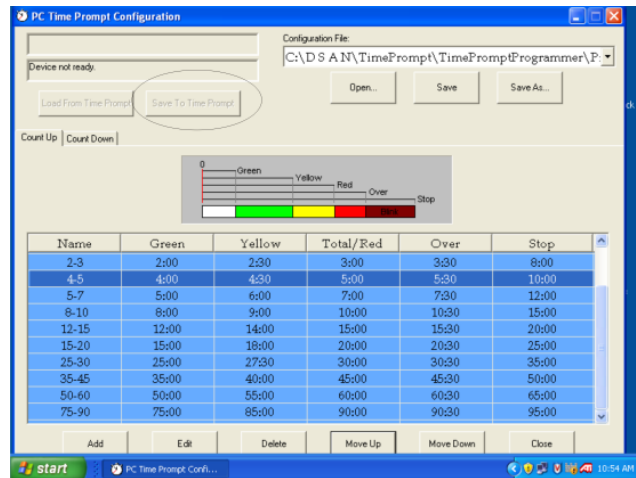 PC Time Prompt Configuration
Configuration File:
C:\D S A N\TimePrompt\TimePromptProgrammer\P
Device not ready.
Open... Save Save As...
Load From Time Prompt Save To Time Prompt
Count Up Count Down
0
Green
Yellow
Red
Over
Stop
Name Green Yellow Total/Red Over Stop
2-3 2:00 2:30 3:00 3:30 8:00
4-5 4:00 4:30 5:00 5:30 10:00
5-7 5:00 6:00 7:00 7:30 12:00
8-10 8:00 9:00 10:00 10:30 15:00
12-15 12:00 14:00 15:00 15:30 20:00
15-20 15:00 18:00 20:00 20:30 25:00
25-30 25:00 27:30 30:00 30:30 35:00
35-45 35:00 40:00 45:00 45:30 50:00
50-60 50:00 55:00 60:00 60:30 65:00
75-90 75:00 85:00 90:00 90:30 95:00
Add Edit Delete Move Up Move Down Close
start PC Time Prompt Confi... 10:54 AM